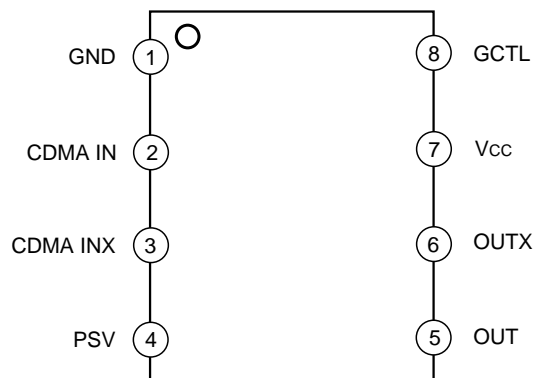 GND 1 8 GCTL
CDMA IN 2 7 Vcc
CDMA INX 3 6 OUTX
PSV 4 5 OUT